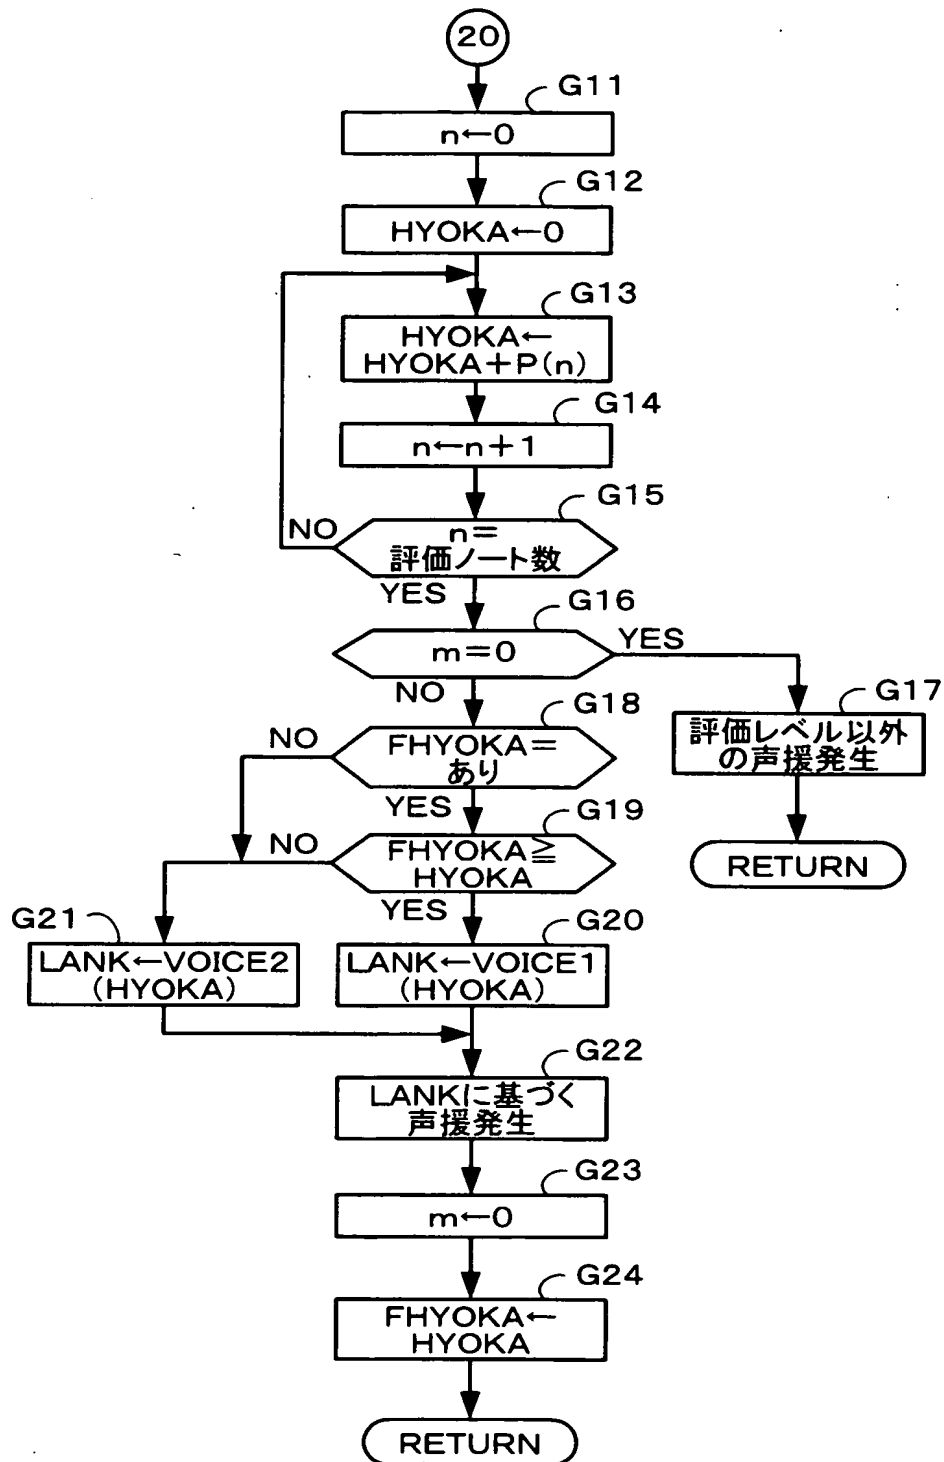 20
G11
n←0
G12
HYOKA←0
G13
HYOKA←
HYOKA+P(n)
G14
n←n+1
G15
NO
n=
評価ノート数
YES
G16
m=0
YES
NO
G17
評価レベル以外
の声援発生
RETURN
G18
NO
FHYOKA=
あり
YES
G19
NO
FHYOKA≧
HYOKA
YES
G21
LANK←VOICE2
(HYOKA)
G20
LANK←VOICE1
(HYOKA)
G22
LANKに基づく
声援発生
G23
m←0
G24
FHYOKA←
HYOKA
RETURN